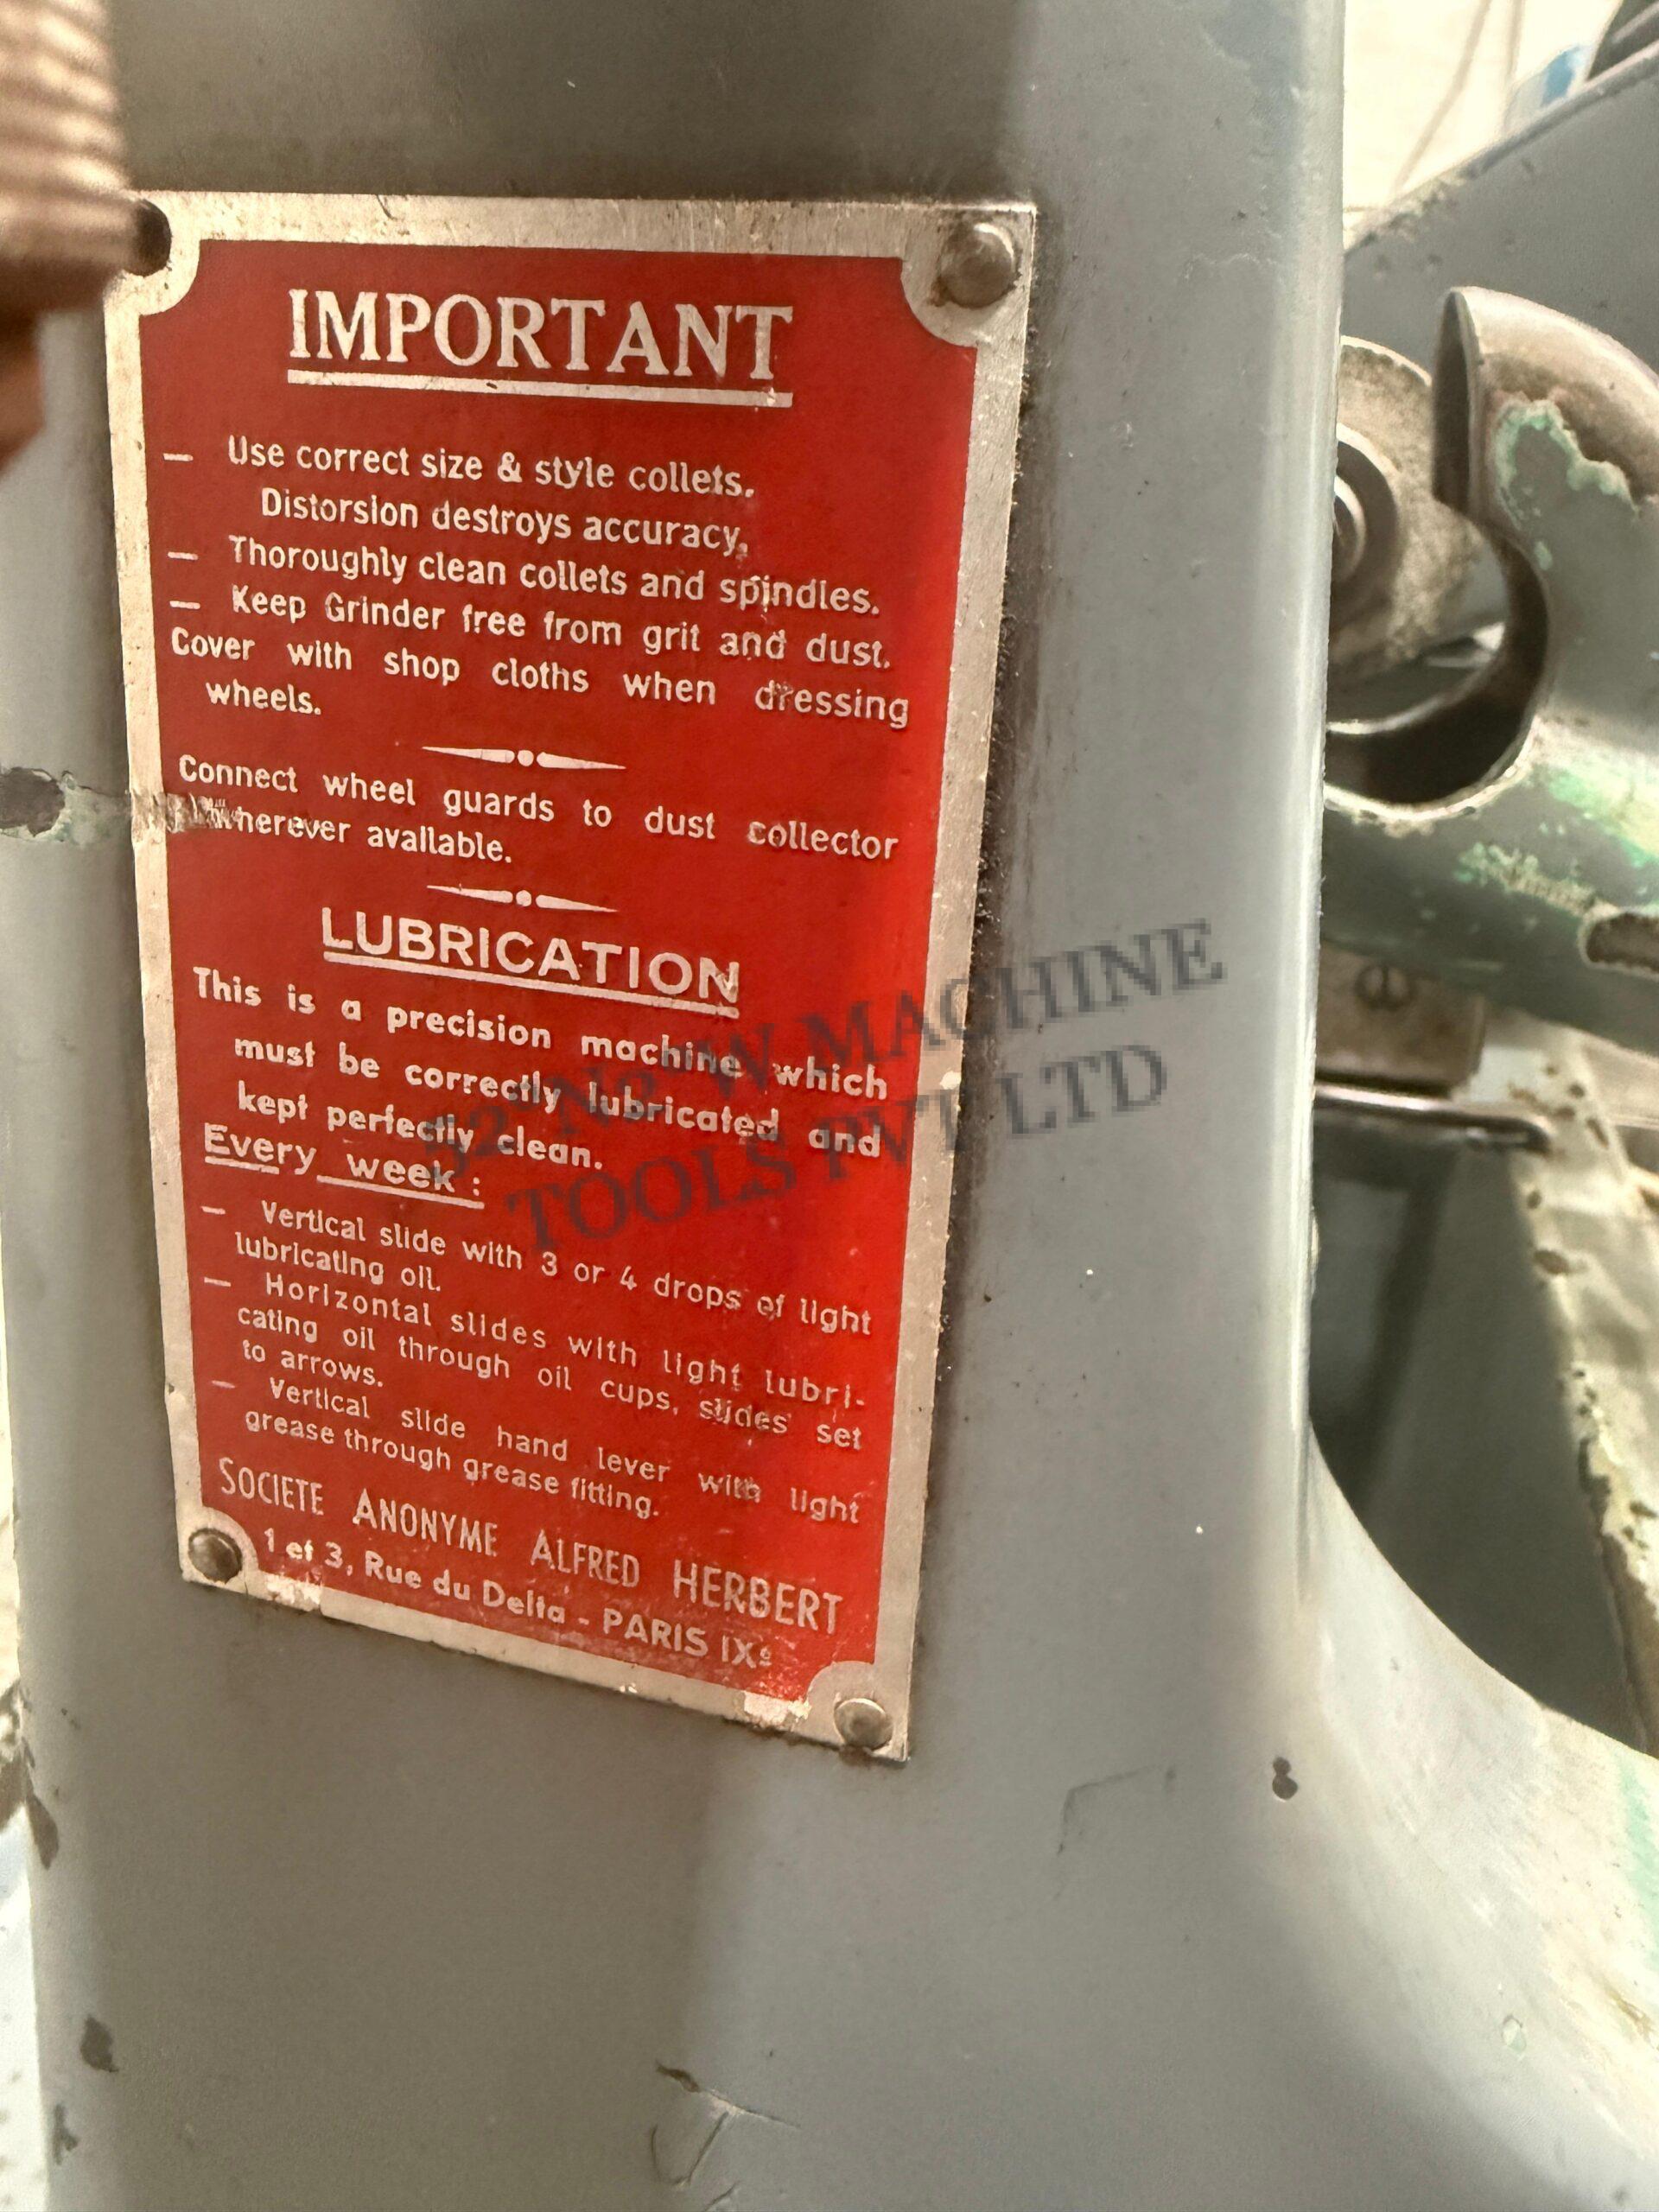 IMPORTANT
— Use correct size & style collets.
Distorsion destroys accuracy,
— Thoroughly clean collets and spindles.
— Keep Grinder free from grit and dust.
Cover with shop cloths when dressing
wheels.
Connect wheel guards to dust collector
wherever available.
LUBRICATION
This is a precision machine which
must be correctly lubricated and
kept perfectly clean.
Every week :
— Vertical slide with 3 or 4 drops of light
lubricating oil.
— Horizontal slides with light lubri-
cating oil through oil cups, slides set
to arrows.
— Vertical slide hand lever with light
grease through grease fitting.
SOCIETE ANONYME ALFRED HERBERT
1 et 3, Rue du Delta - PARIS IXe
MACHINE
TOOLS PVT LTD